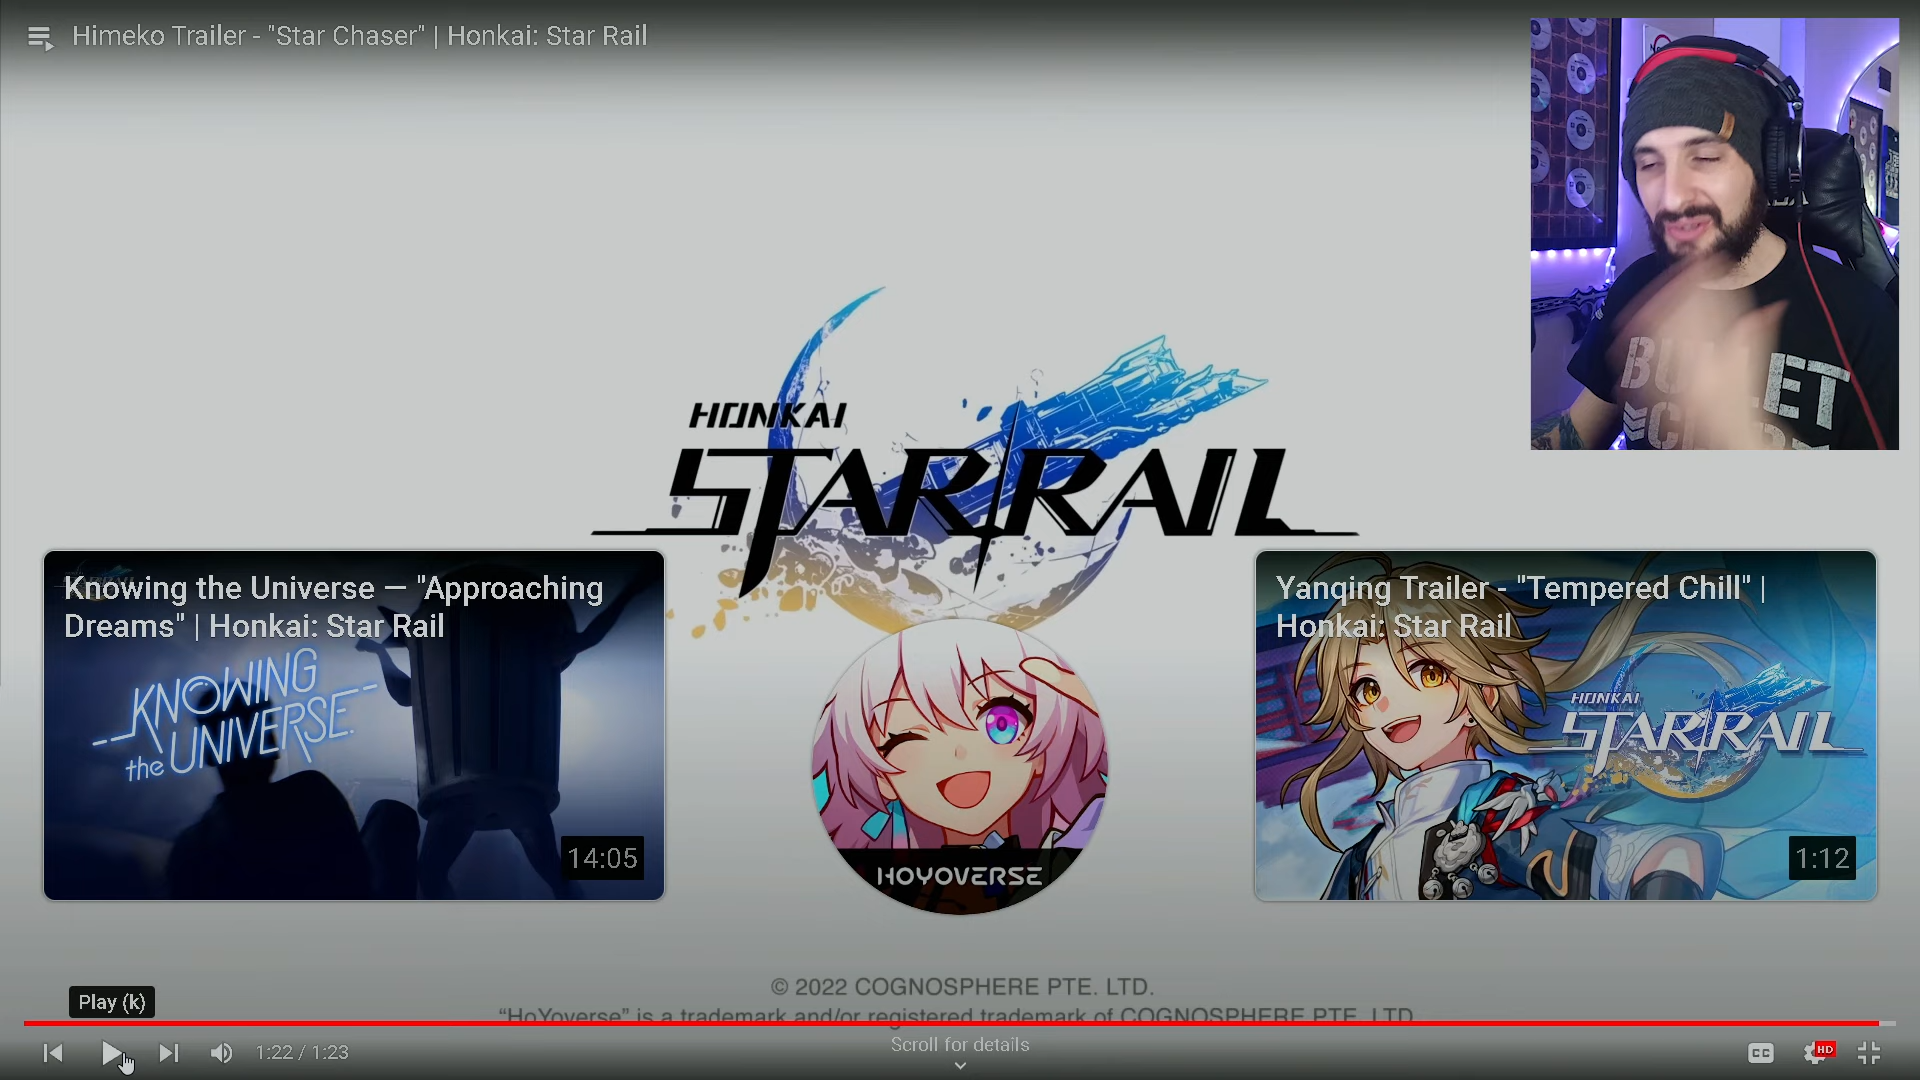 Himeko Trailer - "Star Chaser" | Honkai: Star Rail
HONKAI
STAR RAIL
Knowing the Universe — "Approaching
Dreams" | Honkai: Star Rail
KNOWING
the UNIVERSE
14:05
HOYOVERSE
Yanqing Trailer - "Tempered Chill" |
Honkai: Star Rail
HONKAI
STAR RAIL
1:12
© 2022 COGNOSPHERE PTE. LTD.
“HoYoverse” is a trademark and/or registered trademark of COGNOSPHERE PTE. LTD.
Play (k)
1:22 / 1:23
Scroll for details
CC
HD